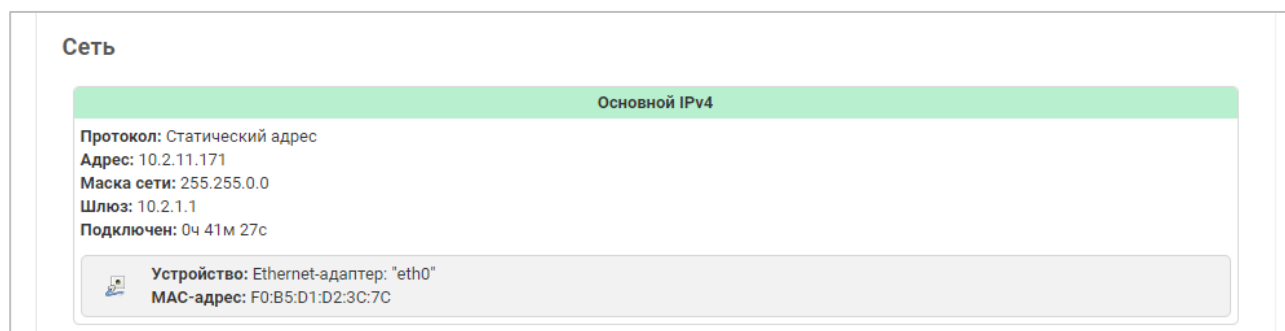 Сеть
Основной IPv4
Протокол: Статический адрес
Адрес: 10.2.11.171
Маска сети: 255.255.0.0
Шлюз: 10.2.1.1
Подключен: 0ч 41м 27с
Устройство: Ethernet-адаптер: "eth0"
MAC-адрес: F0:B5:D1:D2:3C:7C